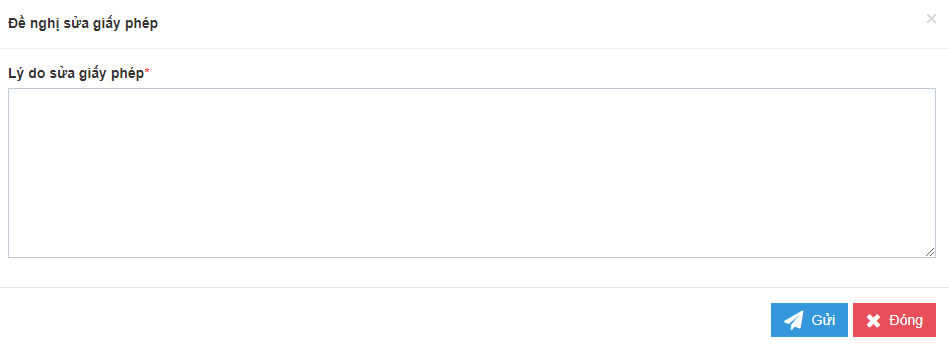 Đề nghị sửa giấy phép
×
Lý do sửa giấy phép*
Gửi
Đóng